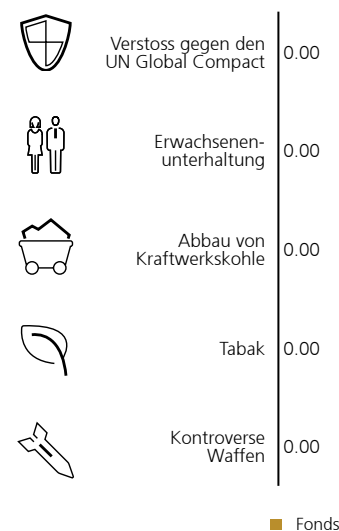 Verstoss gegen den
UN Global Compact 0.00
Erwachsenen-
unterhaltung 0.00
Abbau von
Kraftwerkskohle 0.00
Tabak 0.00
Kontroverse
Waffen 0.00
Fonds